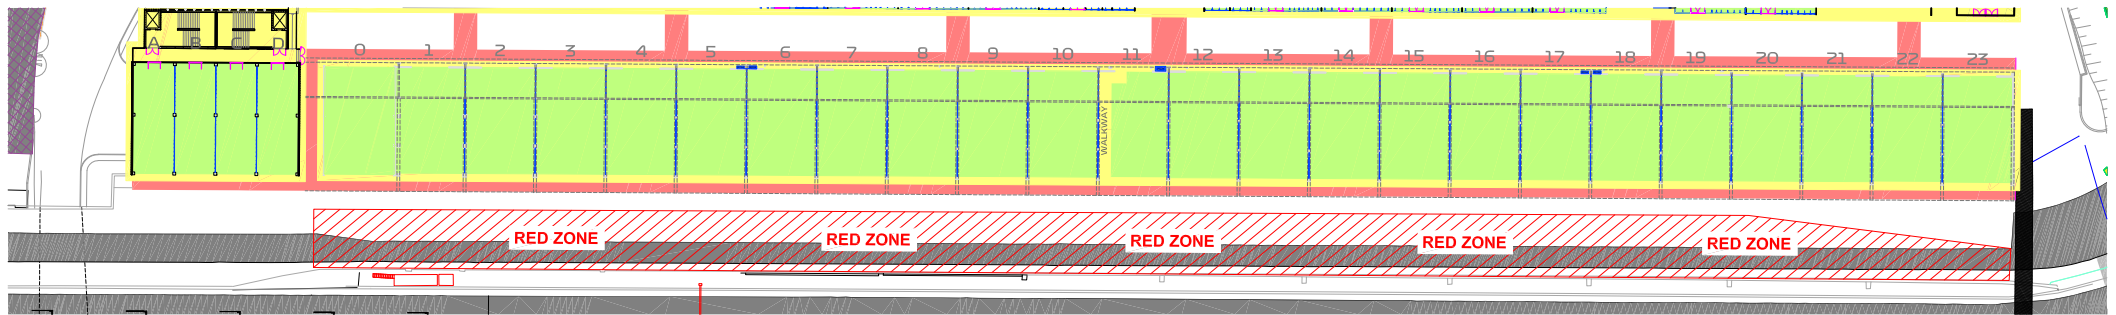 A B C D
0 1 2 3 4 5 6 7 8 9 10 11 12 13 14 15 16 17 18 19 20 21 22 23
WALKWAY
RED ZONE RED ZONE RED ZONE RED ZONE RED ZONE